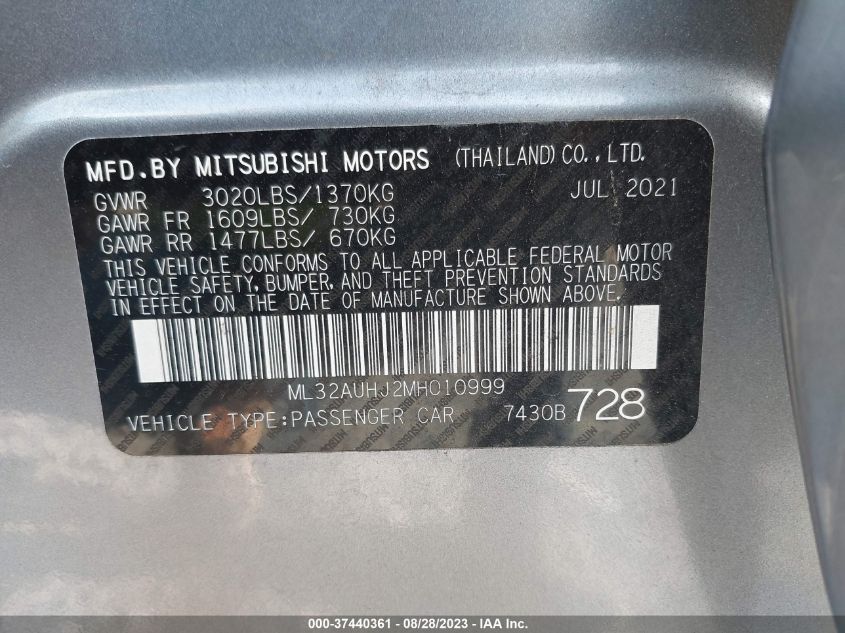 MFD.BY MITSUBISHI MOTORS (THAILAND) CO.,LTD.
GVWR 3020LBS/1370KG JUL 2021
GAWR FR 1609LBS/ 730KG
GAWR RR 1477LBS/ 670KG
THIS VEHICLE CONFORMS TO ALL APPLICABLE FEDERAL MOTOR
VEHICLE SAFETY, BUMPER, AND THEFT PREVENTION STANDARDS
IN EFFECT ON THE DATE OF MANUFACTURE SHOWN ABOVE.
ML32AUHJ2MH010999
VEHICLE TYPE:PASSENGER CAR 7430B 728
000-37440361 - 08/28/2023 - IAA Inc.